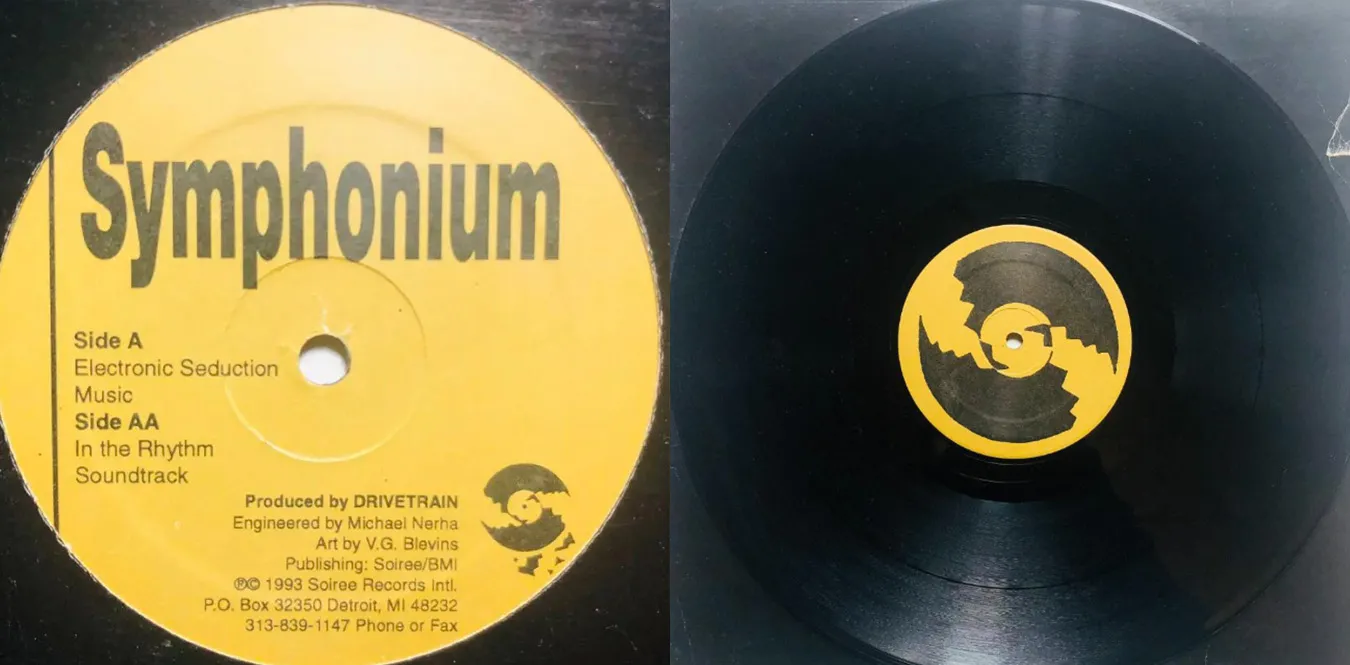 Symphonium
Side A
Electronic Seduction
Music
Side AA
In the Rhythm
Soundtrack
Produced by DRIVETRAIN
Engineered by Michael Nerha
Art by V.G. Blevins
Publishing: Soiree/BMI
℗© 1993 Soiree Records Intl.
P.O. Box 32350 Detroit, MI 48232
313-839-1147 Phone or Fax